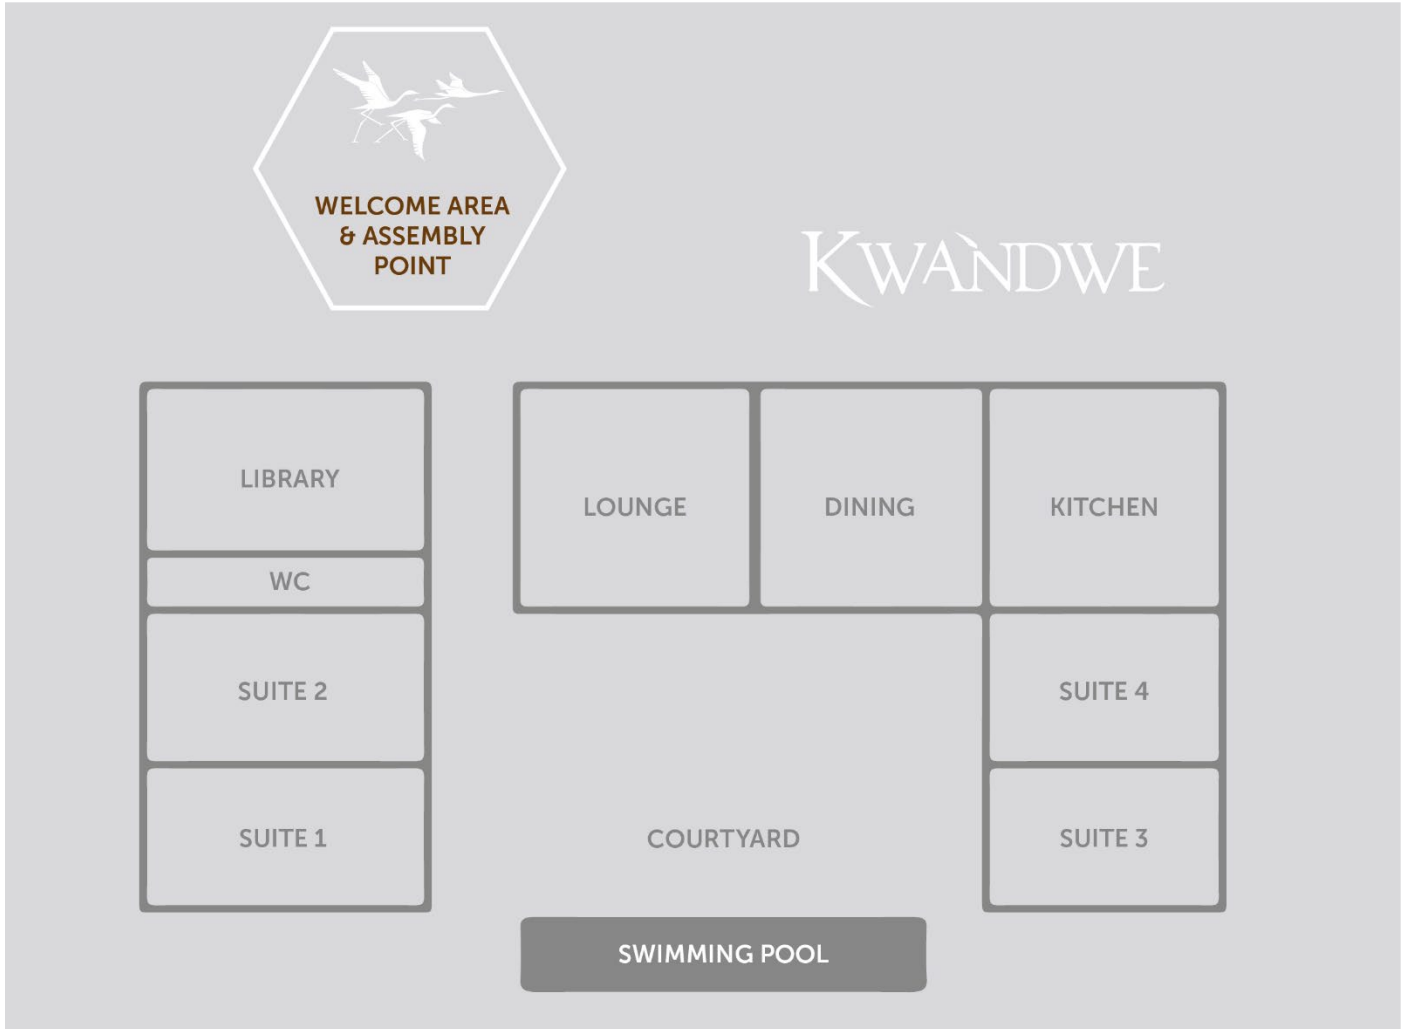 WELCOME AREA
& ASSEMBLY
POINT
KWANDWE
LIBRARY
LOUNGE
DINING
KITCHEN
WC
SUITE 2
SUITE 4
SUITE 1
COURTYARD
SUITE 3
SWIMMING POOL